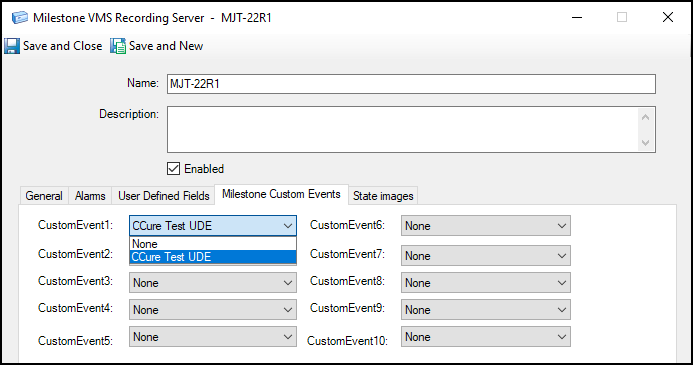 Milestone VMS Recording Server - MJT-22R1
Save and Close Save and New
Name: MJT-22R1
Description:
Enabled
General Alarms User Defined Fields Milestone Custom Events State images
CustomEvent1: CCure Test UDE CustomEvent6: None
None
CustomEvent2: CCure Test UDE CustomEvent7: None
CustomEvent3: None CustomEvent8: None
CustomEvent4: None CustomEvent9: None
CustomEvent5: None CustomEvent10: None